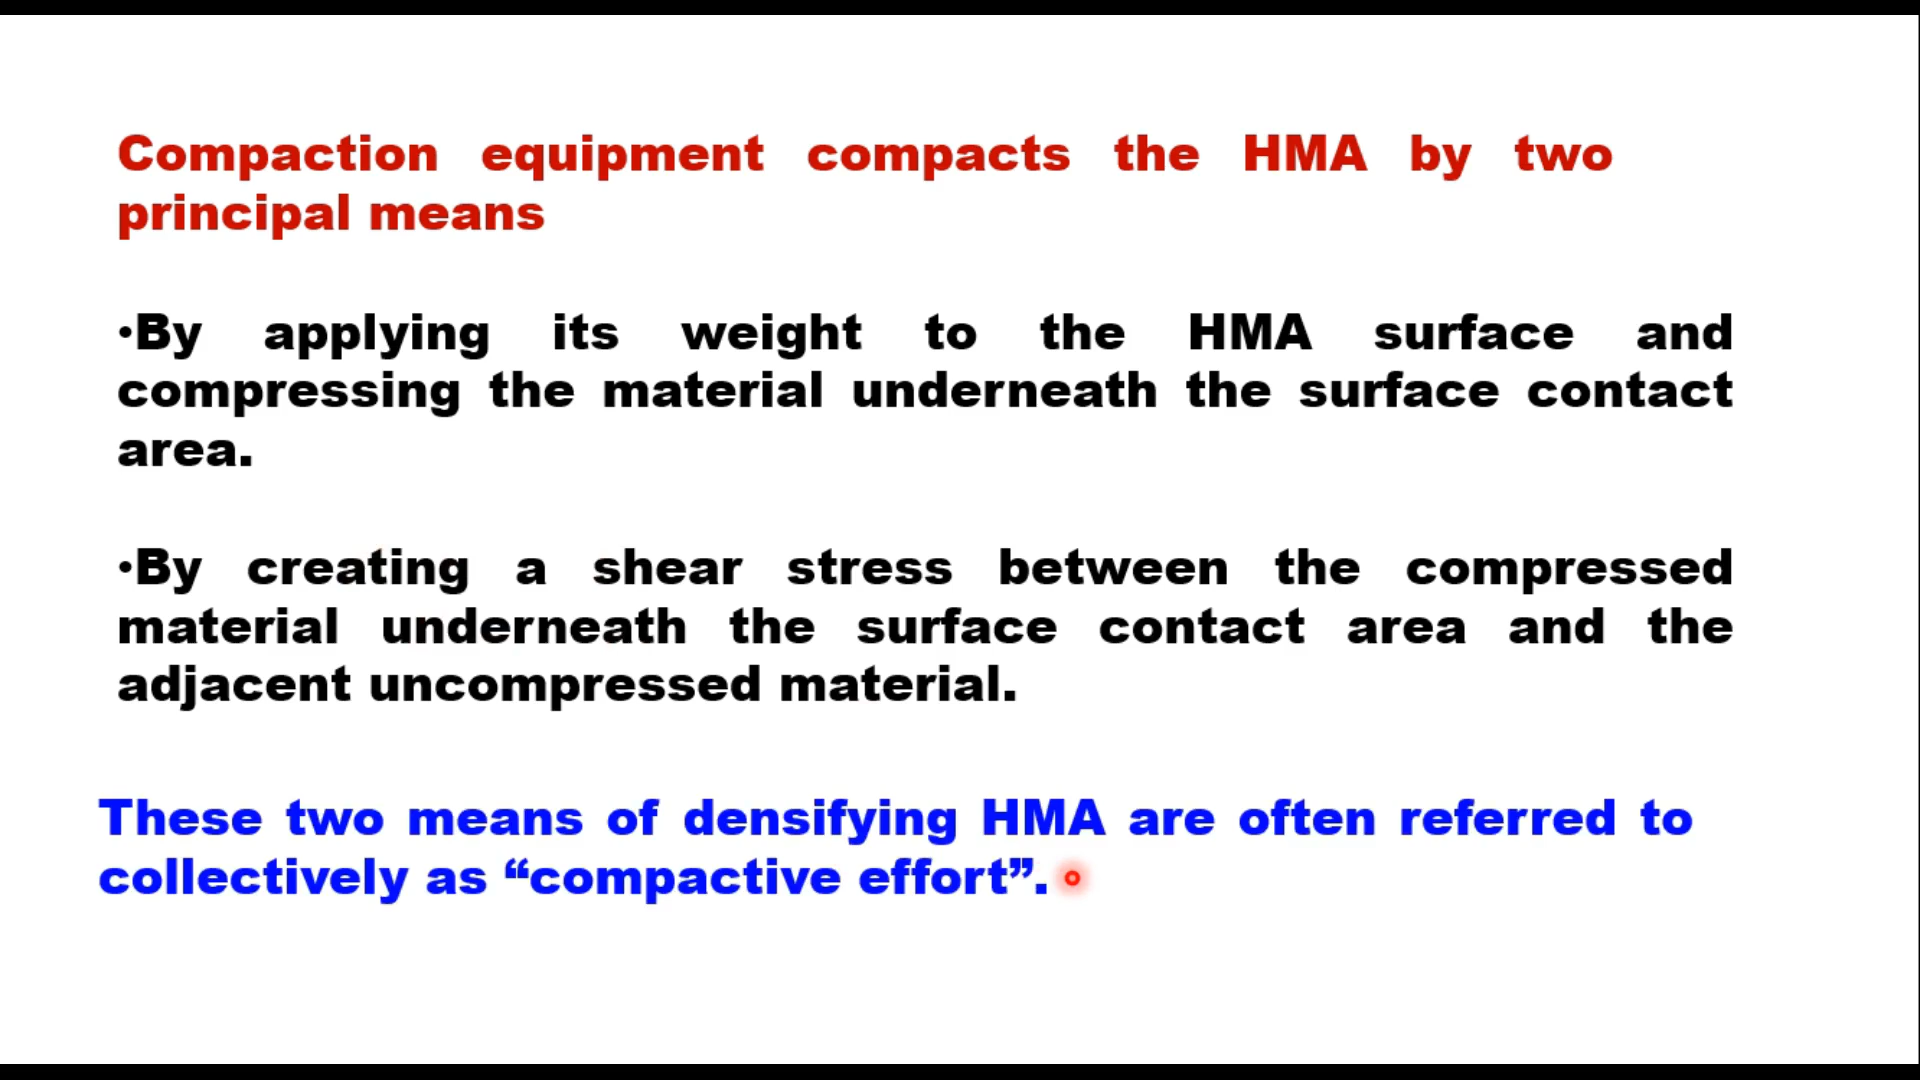 Compaction equipment compacts the HMA by two
principal means
•By applying its weight to the HMA surface and
compressing the material underneath the surface contact
area.
•By creating a shear stress between the compressed
material underneath the surface contact area and the
adjacent uncompressed material.
These two means of densifying HMA are often referred to
collectively as “compactive effort”.